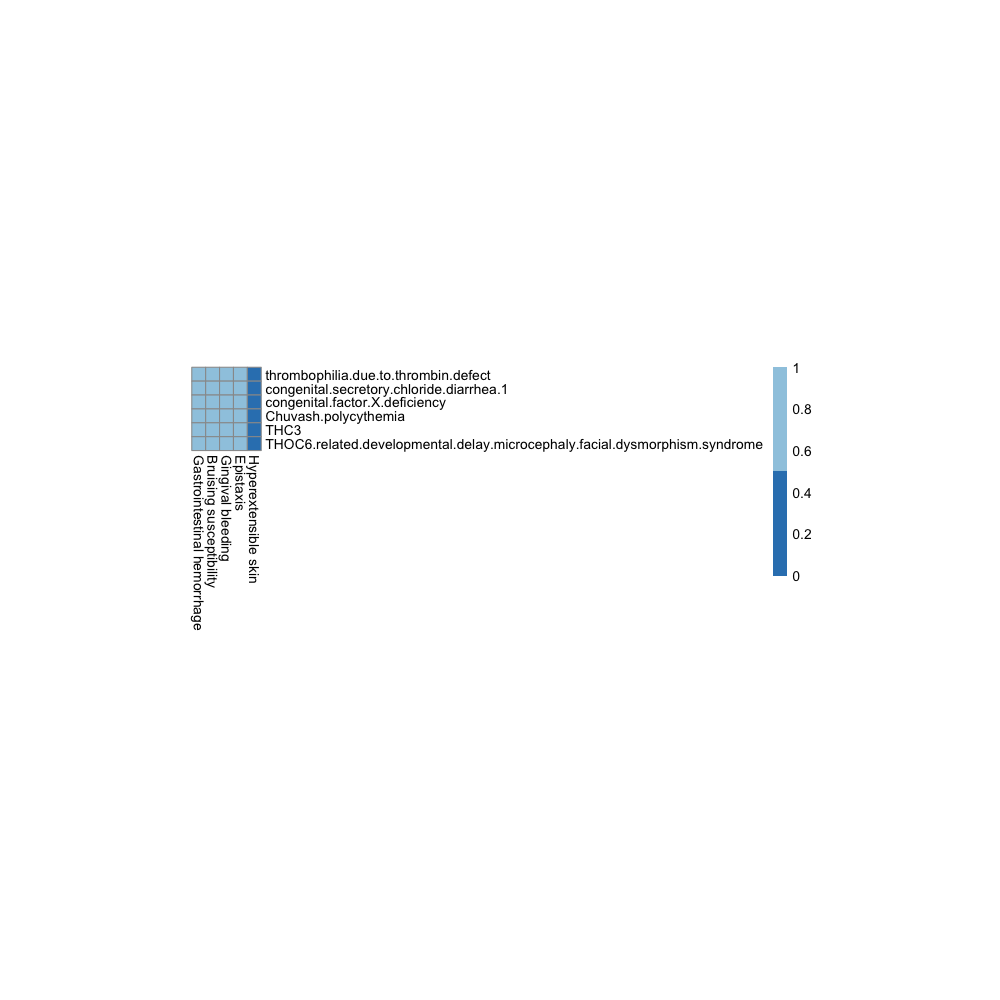 thrombophilia.due.to.thrombin.defect
congenital.secretory.chloride.diarrhea.1
congenital.factor.X.deficiency
Chuvash.polycythemia
THC3
THOC6.related.developmental.delay.microcephaly.facial.dysmorphism.syndrome
Gastrointestinal hemorrhage
Bruising susceptibility
Gingival bleeding
Epistaxis
Hyperextensible skin
1
0.8
0.6
0.4
0.2
0